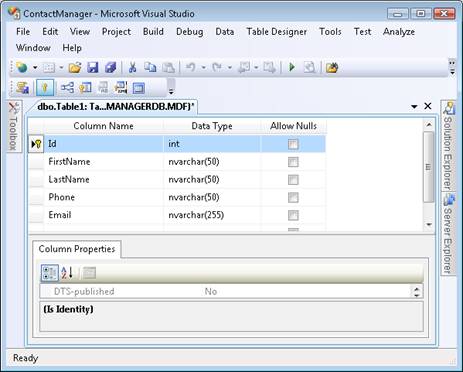 ContactManager - Microsoft Visual Studio
File Edit View Project Build Debug Data Table Designer Tools Test Analyze
Window Help
Toolbox
dbo.Table1: Ta...MANAGERDB.MDF)*
Column Name Data Type Allow Nulls
Id int
FirstName nvarchar(50)
LastName nvarchar(50)
Phone nvarchar(50)
Email nvarchar(255)
Solution Explorer
Server Explorer
Column Properties
DTS-published No
(Is Identity)
Ready